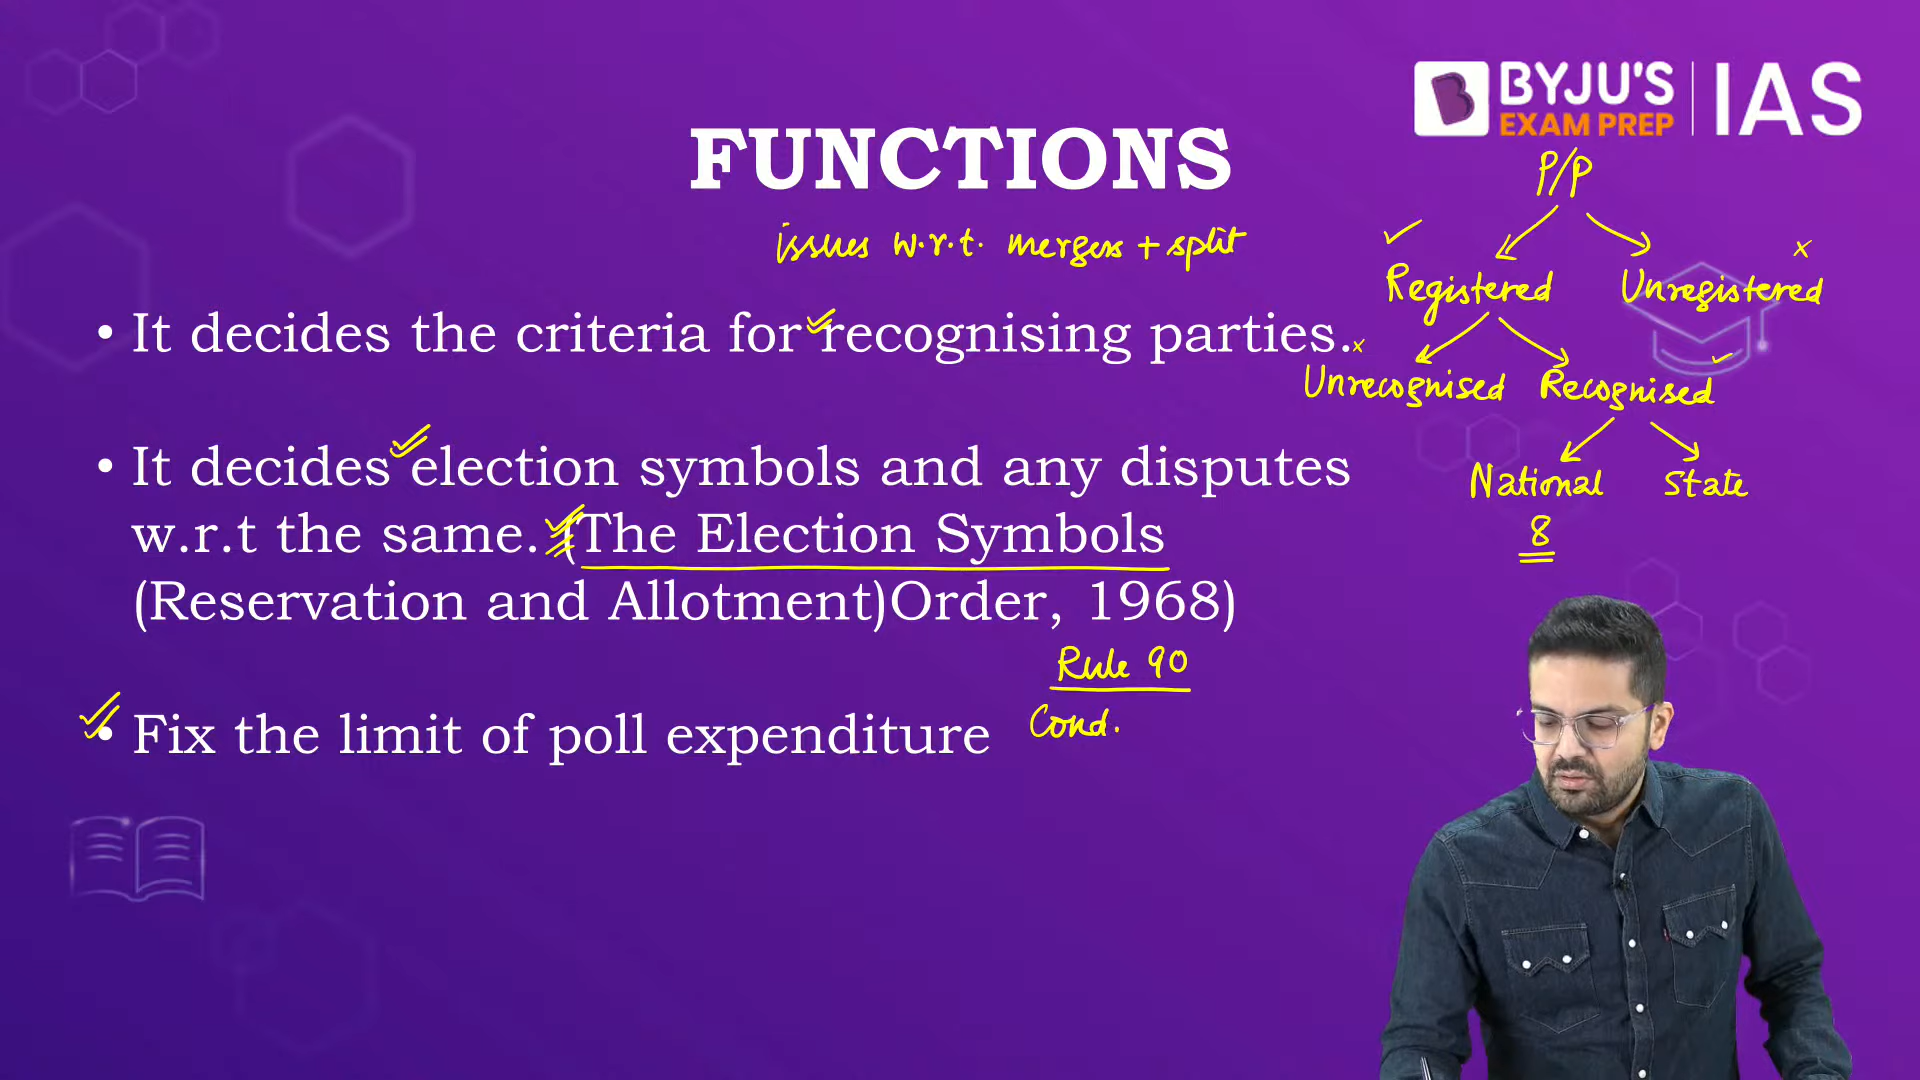 BYJU'S
EXAM PREP
IAS
FUNCTIONS
P/P
issues w.r.t. mergers + split
Registered
Unregistered
• It decides the criteria for recognising parties.
Unrecognised
Recognised
• It decides election symbols and any disputes
w.r.t the same. (The Election Symbols
(Reservation and Allotment)Order, 1968)
National
State
8
Rule 90
• Fix the limit of poll expenditure
Cond.